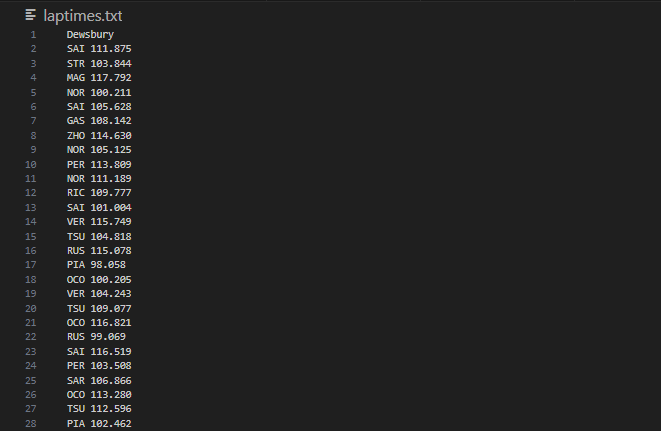 laptimes.txt
1 Dewsbury
2 SAI 111.875
3 STR 103.844
4 MAG 117.792
5 NOR 100.211
6 SAI 105.628
7 GAS 108.142
8 ZHO 114.630
9 NOR 105.125
10 PER 113.809
11 NOR 111.189
12 RIC 109.777
13 SAI 101.004
14 VER 115.749
15 TSU 104.818
16 RUS 115.078
17 PIA 98.058
18 OCO 100.205
19 VER 104.243
20 TSU 109.077
21 OCO 116.821
22 RUS 99.069
23 SAI 116.519
24 PER 103.508
25 SAR 106.866
26 OCO 113.280
27 TSU 112.596
28 PIA 102.462